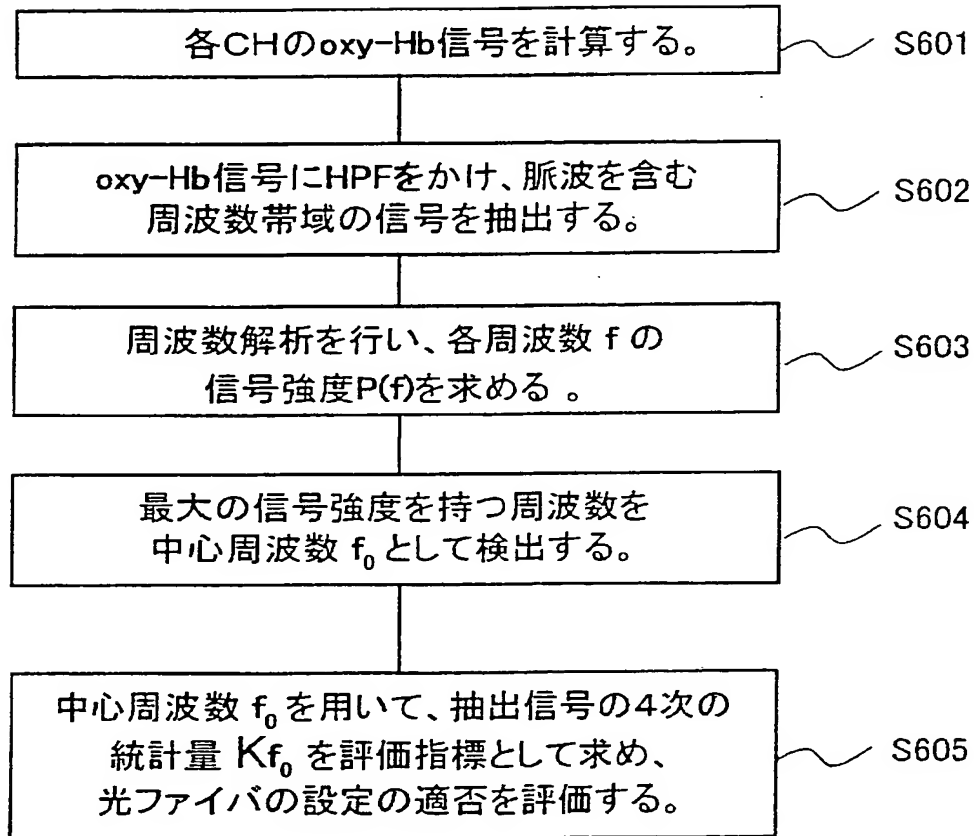 各CHのoxy-Hb信号を計算する。
S601
oxy-Hb信号にHPFをかけ、脈波を含む
周波数帯域の信号を抽出する。
S602
周波数解析を行い、各周波数 f の
信号強度P(f)を求める 。
S603
最大の信号強度を持つ周波数を
中心周波数 f₀ として検出する。
S604
中心周波数 f₀ を用いて、抽出信号の4次の
統計量 Kf₀ を評価指標として求め、
光ファイバの設定の適否を評価する。
S605